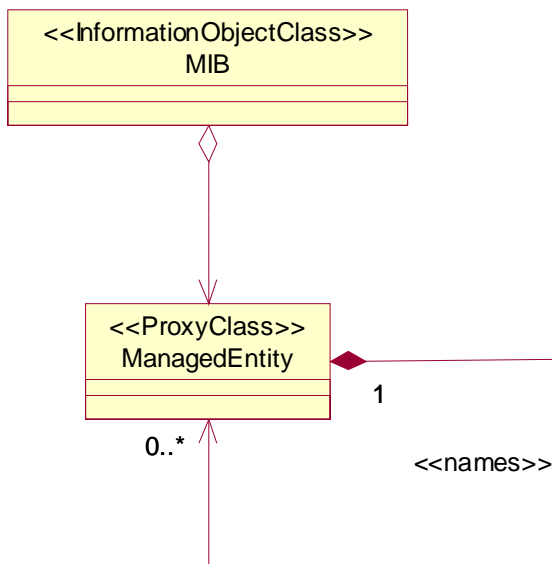 <<InformationObjectClass>>
MIB
<<ProxyClass>>
ManagedEntity
1
0..*
<<names>>